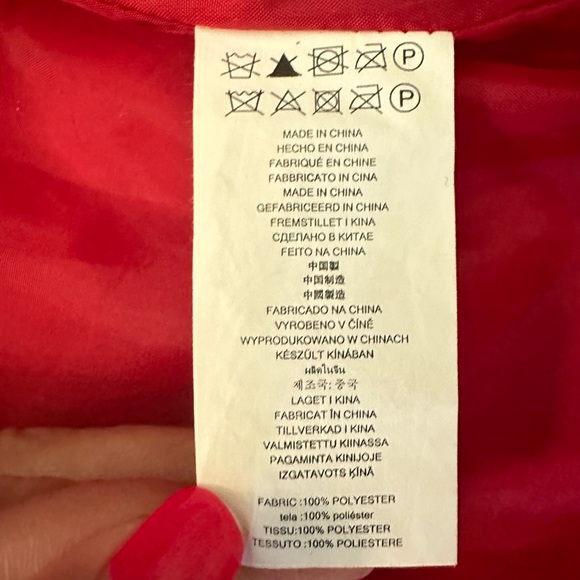 P
P
MADE IN CHINA
HECHO EN CHINA
FABRIQUÉ EN CHINE
FABBRICATO IN CINA
MADE IN CHINA
GEFABRICEERD IN CHINA
FREMSTILLET I KINA
СДЕЛАНО В КИТАЕ
FEITO NA CHINA
中国製
中国制造
中國製造
FABRICADO NA CHINA
VYROBENO V ČÍNĚ
WYPRODUKOWANO W CHINACH
KÉSZÜLT KÍNÁBAN
ผลิตในจีน
제조국: 중국
LAGET I KINA
FABRICAT ÎN CHINA
TILLVERKAD I KINA
VALMISTETTU KIINASSA
PAGAMINTA KINIJOJE
IZGATAVOTS ĶĪNĀ
FABRIC :100% POLYESTER
tela :100% poliéster
TISSU:100% POLYESTER
TESSUTO :100% POLIESTERE